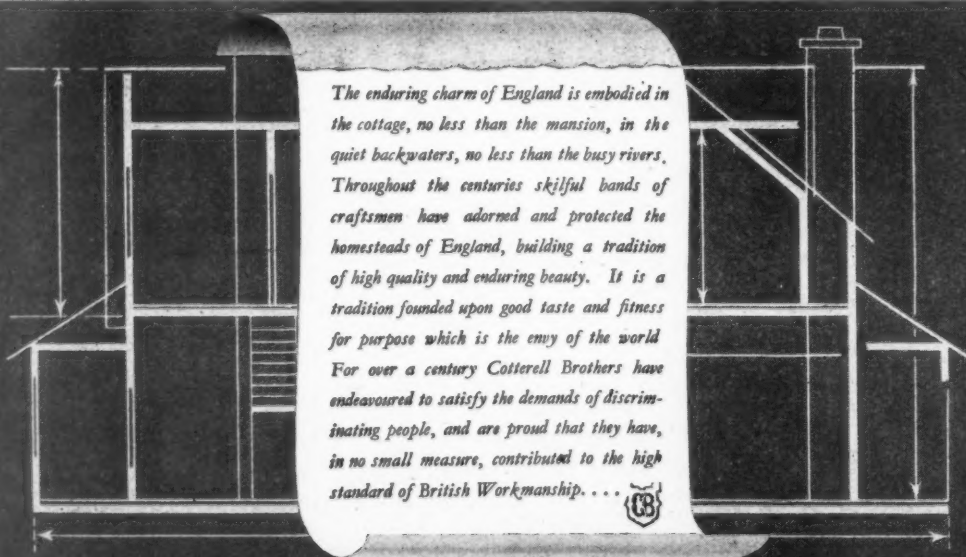 The enduring charm of England is embodied in
the cottage, no less than the mansion, in the
quiet backwaters, no less than the busy rivers.
Throughout the centuries skilful bands of
craftsmen have adorned and protected the
homesteads of England, building a tradition
of high quality and enduring beauty. It is a
tradition founded upon good taste and fitness
for purpose which is the envy of the world
For over a century Cotterell Brothers have
endeavoured to satisfy the demands of discrim-
inating people, and are proud that they have,
in no small measure, contributed to the high
standard of British Workmanship....
CB